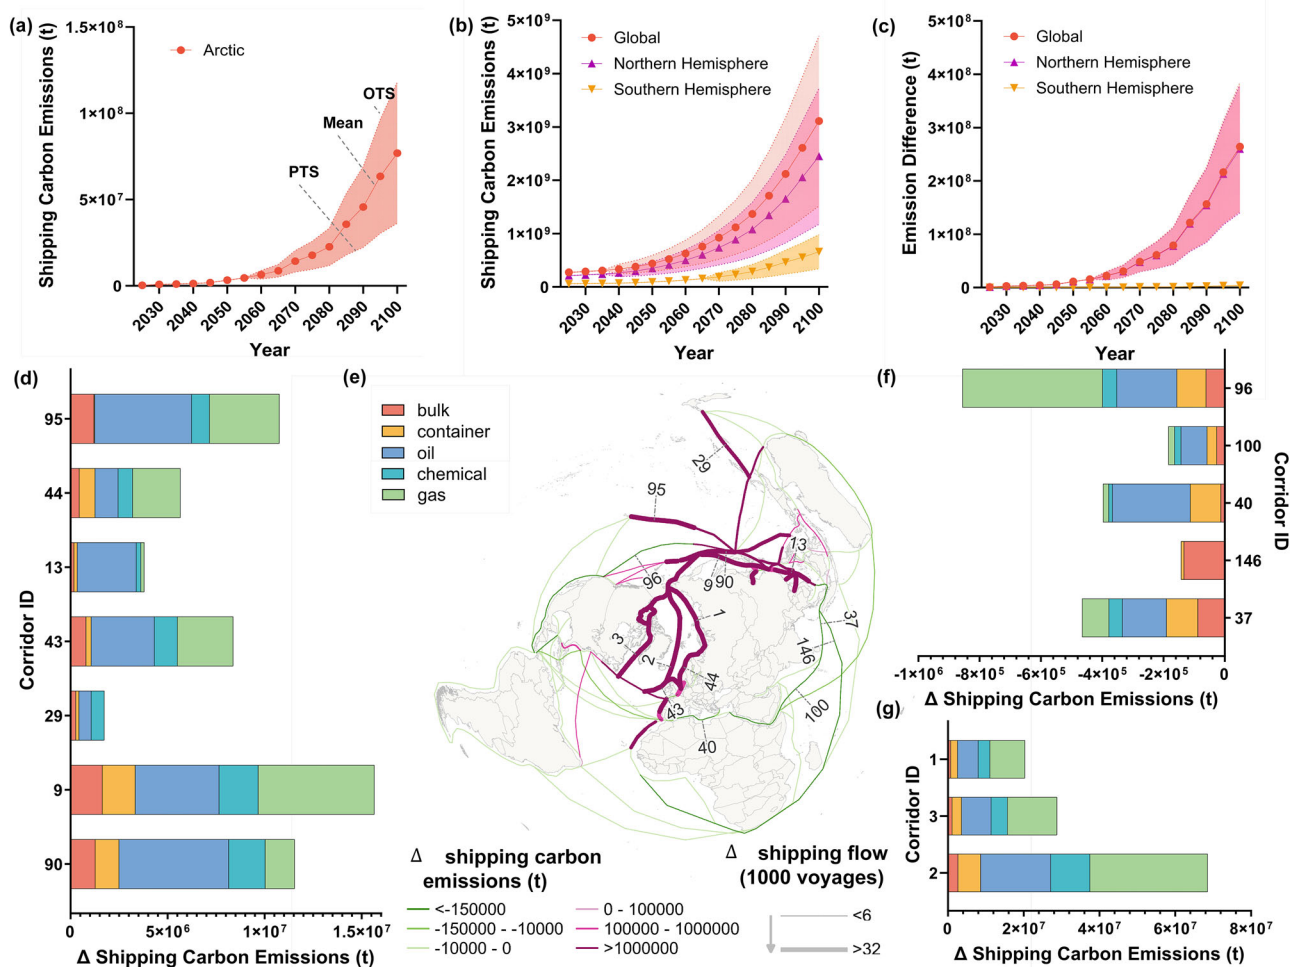 (a)
Shipping Carbon Emissions (t)
1.5×10⁸
1×10⁸
5×10⁷
0
Arctic
OTS
Mean
PTS
2030 2040 2050 2060 2070 2080 2090 2100
Year
(b)
Shipping Carbon Emissions (t)
5×10⁹
4×10⁹
3×10⁹
2×10⁹
1×10⁹
0
Global
Northern Hemisphere
Southern Hemisphere
2030 2040 2050 2060 2070 2080 2090 2100
Year
(c)
Emission Difference (t)
5×10⁸
4×10⁸
3×10⁸
2×10⁸
1×10⁸
0
Global
Northern Hemisphere
Southern Hemisphere
2030 2040 2050 2060 2070 2080 2090 2100
Year
(d)
Corridor ID
95
44
13
43
29
9
90
0 5×10⁶ 1×10⁷ 1.5×10⁷
Δ Shipping Carbon Emissions (t)
(e)
bulk
container
oil
chemical
gas
29
95
13
96
9
90
1
3
2
44
43
40
37
146
100
Δ shipping carbon
emissions (t)
<-150000
-150000 - -10000
-10000 - 0
0 - 100000
100000 - 1000000
>1000000
Δ shipping flow
(1000 voyages)
<6
>32
(f)
96
100
40
146
37
Corridor ID
-1×10⁶ -8×10⁵ -6×10⁵ -4×10⁵ -2×10⁵ 0
Δ Shipping Carbon Emissions (t)
(g)
Corridor ID
1
3
2
0 2×10⁷ 4×10⁷ 6×10⁷ 8×10⁷
Δ Shipping Carbon Emissions (t)